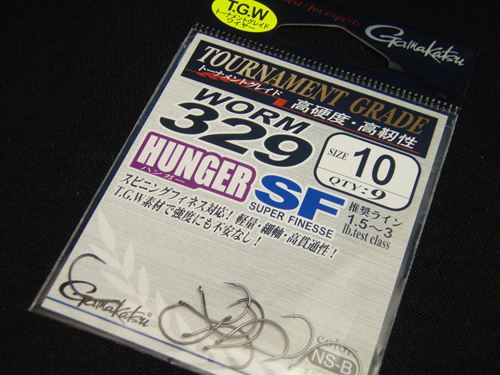 T.G.W
トーナメントグレイド
ワイヤー
Gamakatsu
TOURNAMENT GRADE
トーナメントグレイド
高硬度・高靭性
WORM
329
SIZE 10
QTY: 9
HUNGER SF
ハンガー
SUPER FINESSE
推奨ライン
1.5~3
lb.test class
スピニングフィネス対応!軽量・細軸・高貫通性!
T.G.W素材で強度にも不安なし!
Gamakatsu
color
NS-B